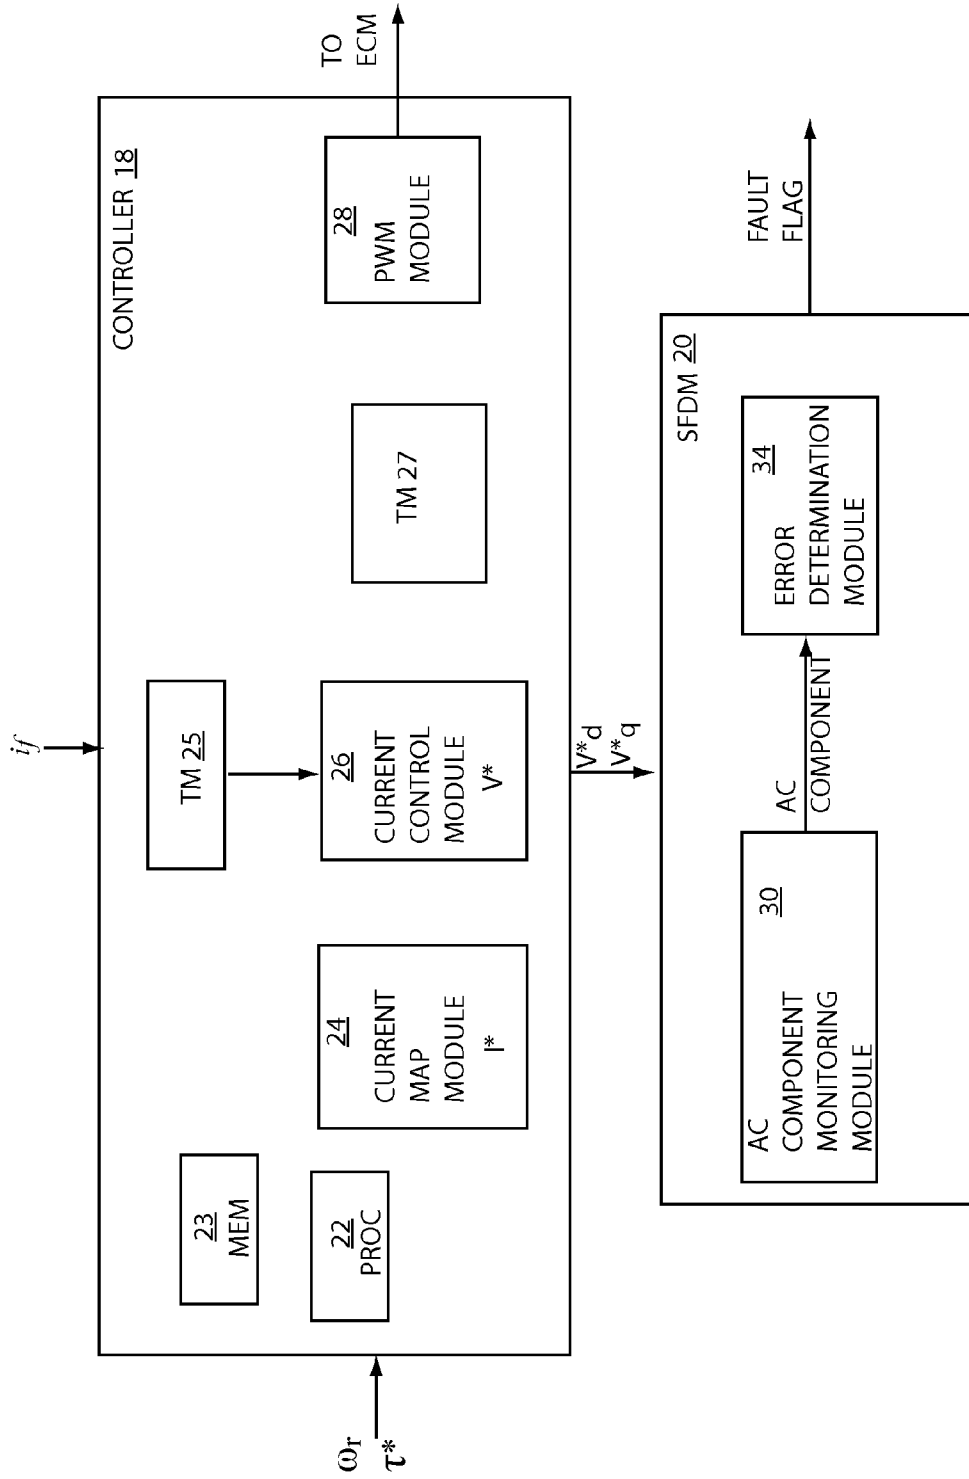 if
ωr
τ*
CONTROLLER 18
23
MEM
22
PROC
24
CURRENT
MAP
MODULE
I*
TM 25
26
CURRENT
CONTROL
MODULE
V*
TM 27
28
PWM
MODULE
TO
ECM
V*d
V*q
SFDM 20
AC
COMPONENT
MONITORING
MODULE
30
AC
COMPONENT
34
ERROR
DETERMINATION
MODULE
FAULT
FLAG